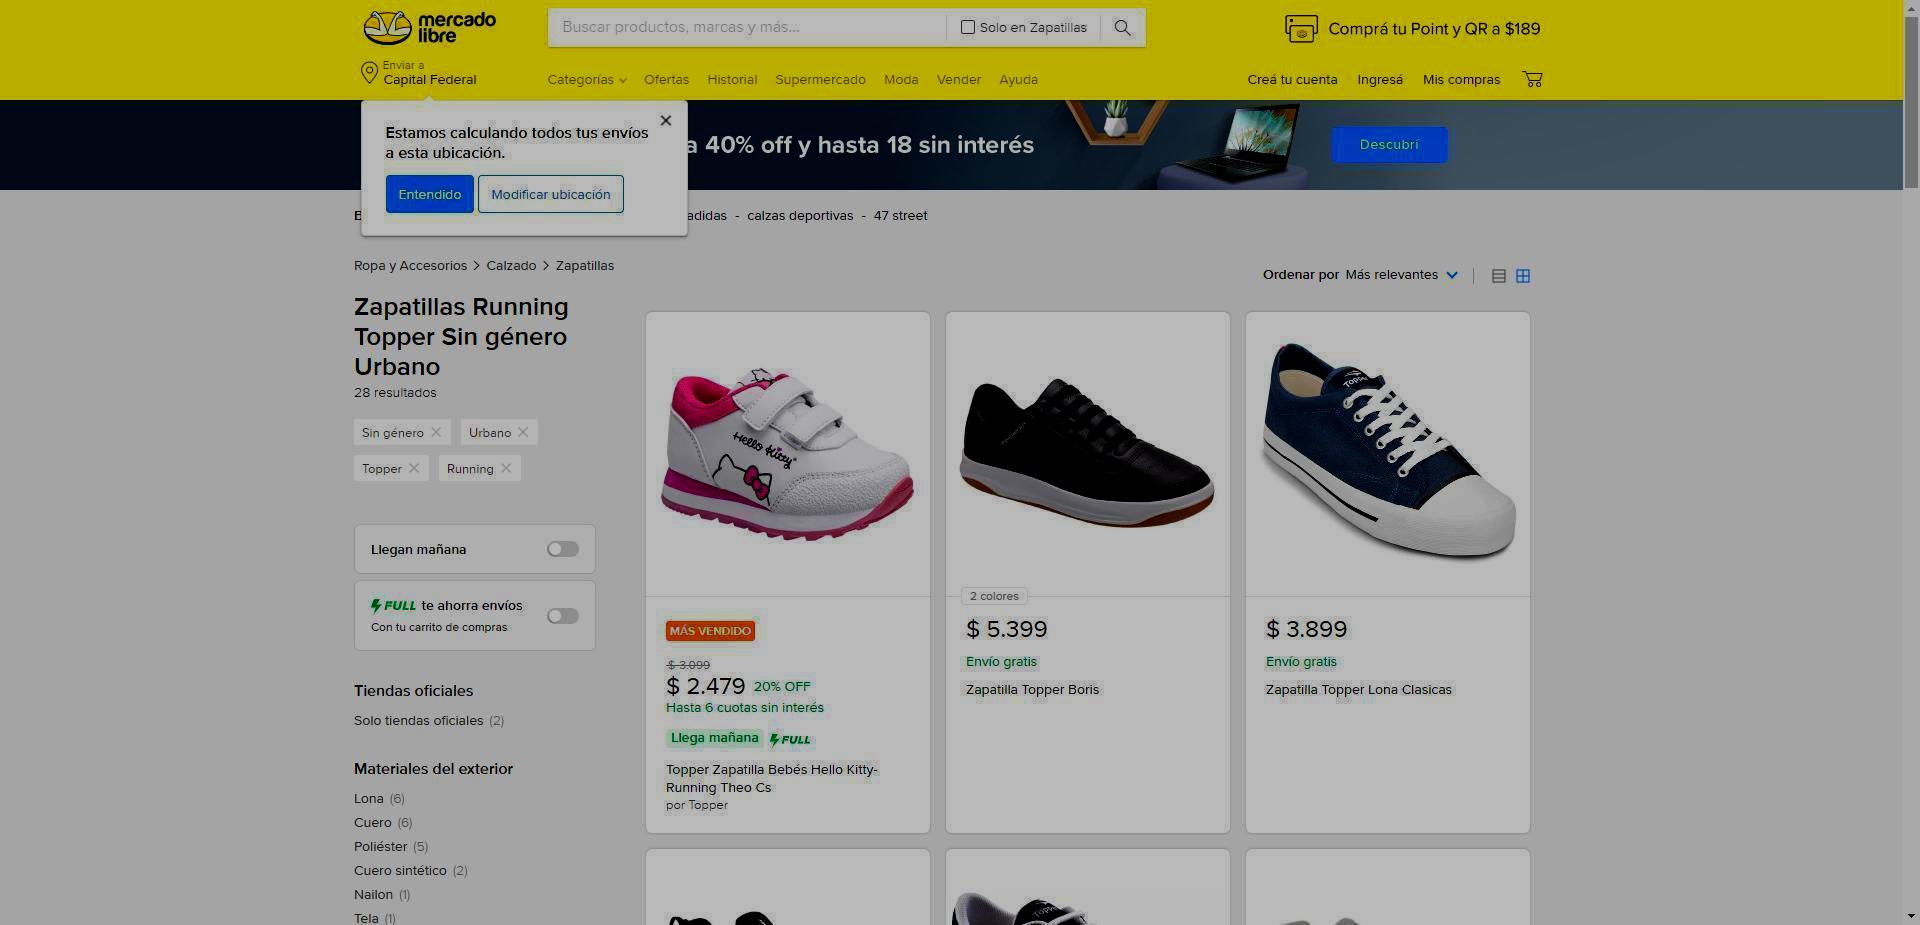 mercado
libre
Buscar productos, marcas y más...
Solo en Zapatillas
Comprá tu Point y QR a $189
Enviar a
Capital Federal
Categorías
Ofertas
Historial
Supermercado
Moda
Vender
Ayuda
Creá tu cuenta
Ingresá
Mis compras
Estamos calculando todos tus envíos
a esta ubicación.
Entendido
Modificar ubicación
a 40% off y hasta 18 sin interés
Descubrí
B
adidas - calzas deportivas - 47 street
Ropa y Accesorios > Calzado > Zapatillas
Ordenar por Más relevantes
Zapatillas Running
Topper Sin género
Urbano
28 resultados
Sin género
Urbano
Topper
Running
Llegan mañana
FULL te ahorra envíos
Con tu carrito de compras
Tiendas oficiales
Solo tiendas oficiales (2)
Materiales del exterior
Lona (6)
Cuero (6)
Poliéster (5)
Cuero sintético (2)
Nailon (1)
Tela (1)
Hello Kitty
MÁS VENDIDO
$ 3.099
$ 2.479 20% OFF
Hasta 6 cuotas sin interés
Llega mañana FULL
Topper Zapatilla Bebés Hello Kitty-
Running Theo Cs
por Topper
2 colores
$ 5.399
Envío gratis
Zapatilla Topper Boris
Topper
$ 3.899
Envío gratis
Zapatilla Topper Lona Clasicas
Topper